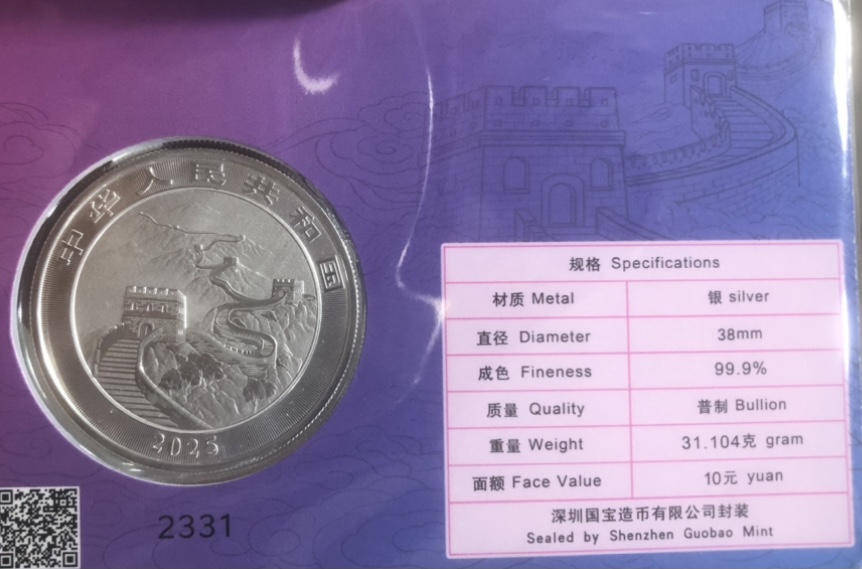 中华人民共和国
2025
2331
规格 Specifications
材质 Metal 银 silver
直径 Diameter 38mm
成色 Fineness 99.9%
质量 Quality 普制 Bullion
重量 Weight 31.104克 gram
面额 Face Value 10元 yuan
深圳国宝造币有限公司封装
Sealed by Shenzhen Guobao Mint